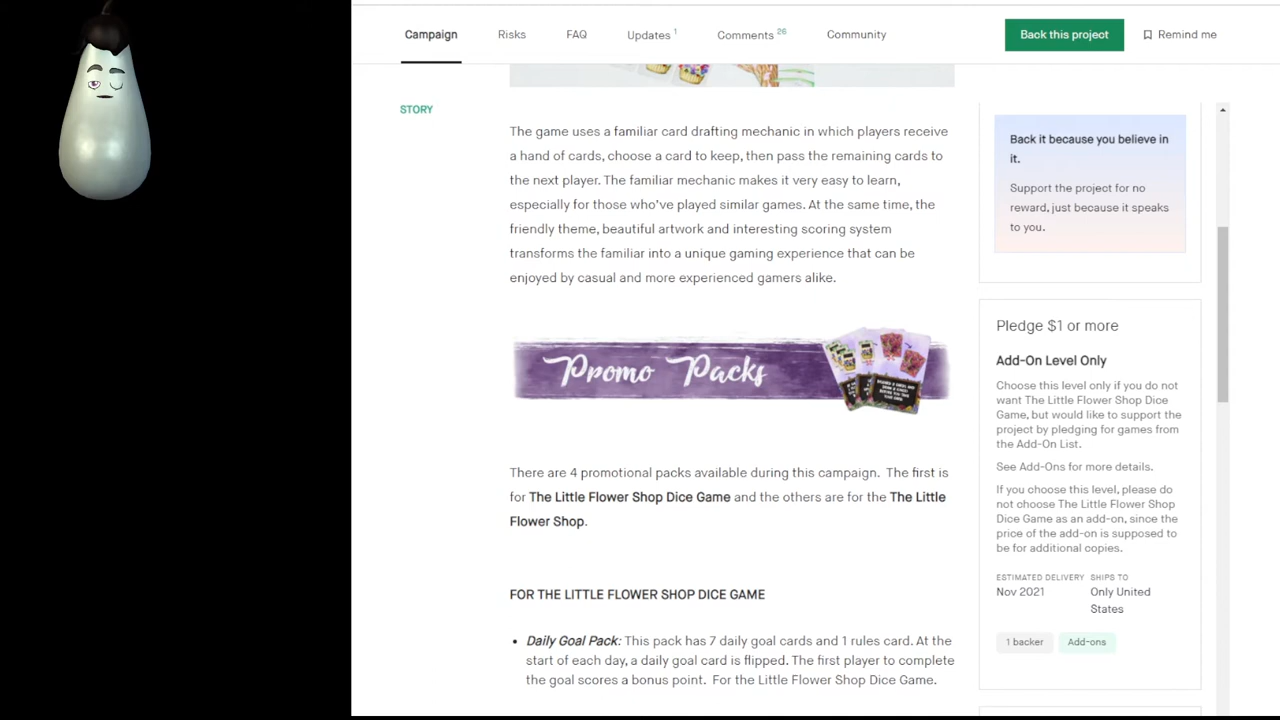 Campaign
Risks
FAQ
Updates 1
Comments 26
Community
Back this project
Remind me
STORY
The game uses a familiar card drafting mechanic in which players receive
a hand of cards, choose a card to keep, then pass the remaining cards to
the next player. The familiar mechanic makes it very easy to learn,
especially for those who've played similar games. At the same time, the
friendly theme, beautiful artwork and interesting scoring system
transforms the familiar into a unique gaming experience that can be
enjoyed by casual and more experienced gamers alike.
Promo Packs
There are 4 promotional packs available during this campaign. The first is
for The Little Flower Shop Dice Game and the others are for the The Little
Flower Shop.
FOR THE LITTLE FLOWER SHOP DICE GAME
• Daily Goal Pack: This pack has 7 daily goal cards and 1 rules card. At the
start of each day, a daily goal card is flipped. The first player to complete
the goal scores a bonus point. For the Little Flower Shop Dice Game.
Back it because you believe in
it.
Support the project for no
reward, just because it speaks
to you.
Pledge $1 or more
Add-On Level Only
Choose this level only if you do not
want The Little Flower Shop Dice
Game, but would like to support the
project by pledging for games from
the Add-On List.
See Add-Ons for more details.
If you choose this level, please do
not choose The Little Flower Shop
Dice Game as an add-on, since the
price of the add-on is supposed to
be for additional copies.
ESTIMATED DELIVERY
Nov 2021
SHIPS TO
Only United
States
1 backer
Add-ons